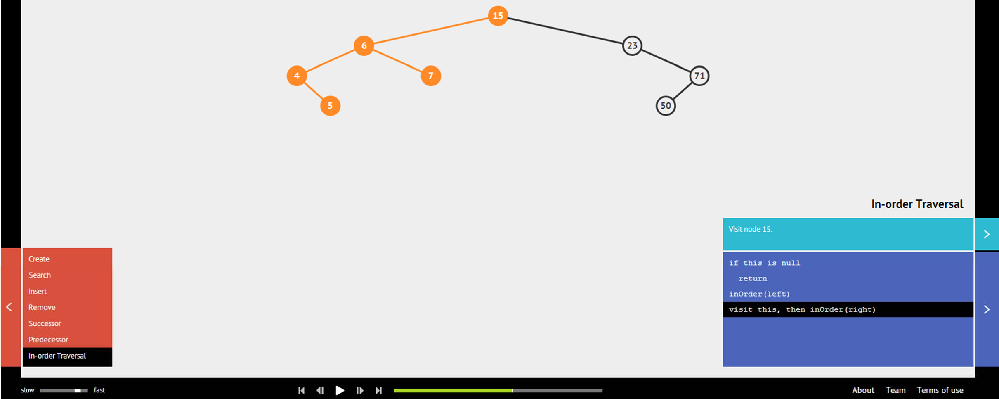 15
6
23
4
7
71
5
50
In-order Traversal
Visit node 15.
if this is null
return
inOrder(left)
visit this, then inOrder(right)
Create
Search
Insert
Remove
Successor
Predecessor
In-order Traversal
slow
fast
About
Team
Terms of use